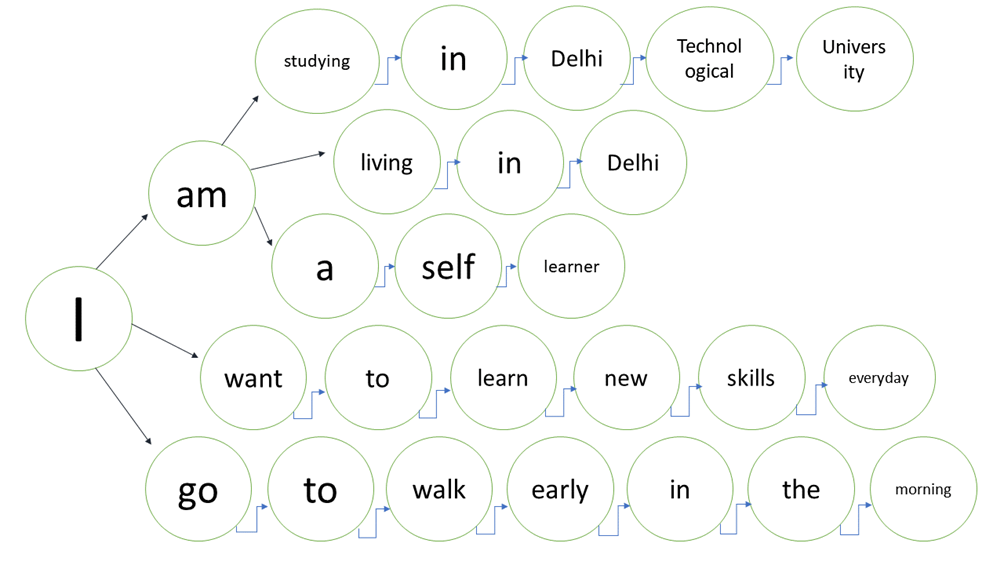 studying in Delhi Technol
ogical Univers
ity
am living in Delhi
a self learner
I
want to learn new skills everyday
go to walk early in the morning